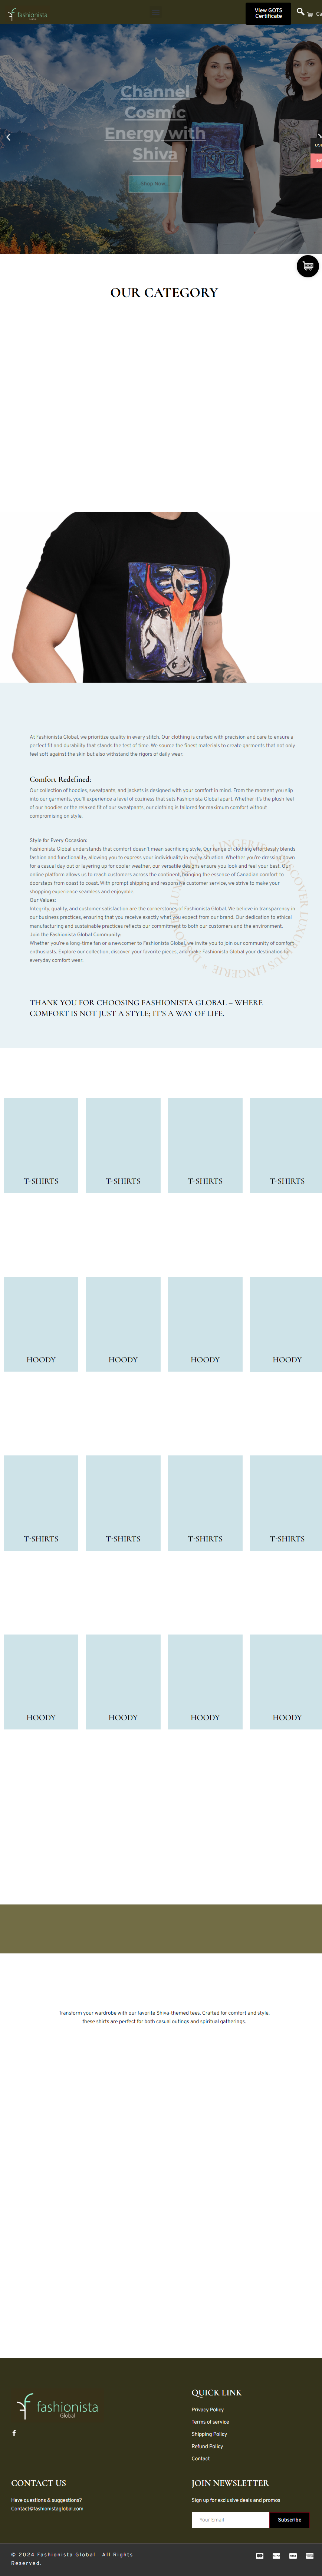 fashionista
View GOTS
Certificate
Ca
Channel
Cosmic
Energy with
Shiva
Shop Now
OUR CATEGORY
At Fashionista Global, we prioritize quality in every stitch. Our clothing is crafted with precision and care to ensure a
perfect fit and durability that stands the test of time. We source the finest materials to create garments that not only
feel soft against the skin but also withstand the rigors of daily wear.
Comfort Redefined:
Our collection of hoodies, sweatpants, and jackets is designed with your comfort in mind. From the moment you slip
into our garments, you'll experience a level of coziness that sets Fashionista Global apart. Whether it's the plush feel
of our hoodies or the relaxed fit of our sweatpants, our clothing is tailored for maximum comfort without
compromising on style.
Style for Every Occasion:
Fashionista Global understands that comfort doesn't mean sacrificing style. Our range of clothing effortlessly blends
fashion and functionality, allowing you to express your individuality in every situation. Whether you're dressing down
for a casual day out or layering up for cooler weather, our versatile designs ensure you look and feel your best. Our
online platform allows us to reach customers across the continent, bringing the essence of Canadian comfort to
doorsteps from coast to coast. With prompt shipping and responsive customer service, we strive to make your
shopping experience seamless and enjoyable.
Our Values:
Integrity, quality, and customer satisfaction are the cornerstones of Fashionista Global. We believe in transparency in
our business practices, ensuring that you receive exactly what you expect from our brand. Our dedication to ethical
manufacturing and sustainable practices reflects our commitment to both our customers and the environment.
Join the Fashionista Global Community:
Whether you're a long-time fan or a newcomer to Fashionista Global, we invite you to join our community of comfort
enthusiasts. Explore our collection, discover your favorite pieces, and make Fashionista Global your destination for
everyday comfort wear.
THANK YOU FOR CHOOSING FASHIONISTA GLOBAL – WHERE
COMFORT IS NOT JUST A STYLE; IT'S A WAY OF LIFE.
T-SHIRTS T-SHIRTS T-SHIRTS T-SHIRTS
HOODY HOODY HOODY HOODY
T-SHIRTS T-SHIRTS T-SHIRTS T-SHIRTS
HOODY HOODY HOODY HOODY
Transform your wardrobe with our favorite Shiva-themed tees. Crafted for comfort and style,
these shirts are perfect for both casual outings and spiritual gatherings.
fashionista
Global
QUICK LINK
Privacy Policy
Terms of service
Shipping Policy
Refund Policy
Contact
CONTACT US
Have questions & suggestions?
Contact@fashionistaglobal.com
JOIN NEWSLETTER
Sign up for exclusive deals and promos
Your Email
Subscribe
© 2024 Fashionista Global All Rights
Reserved.